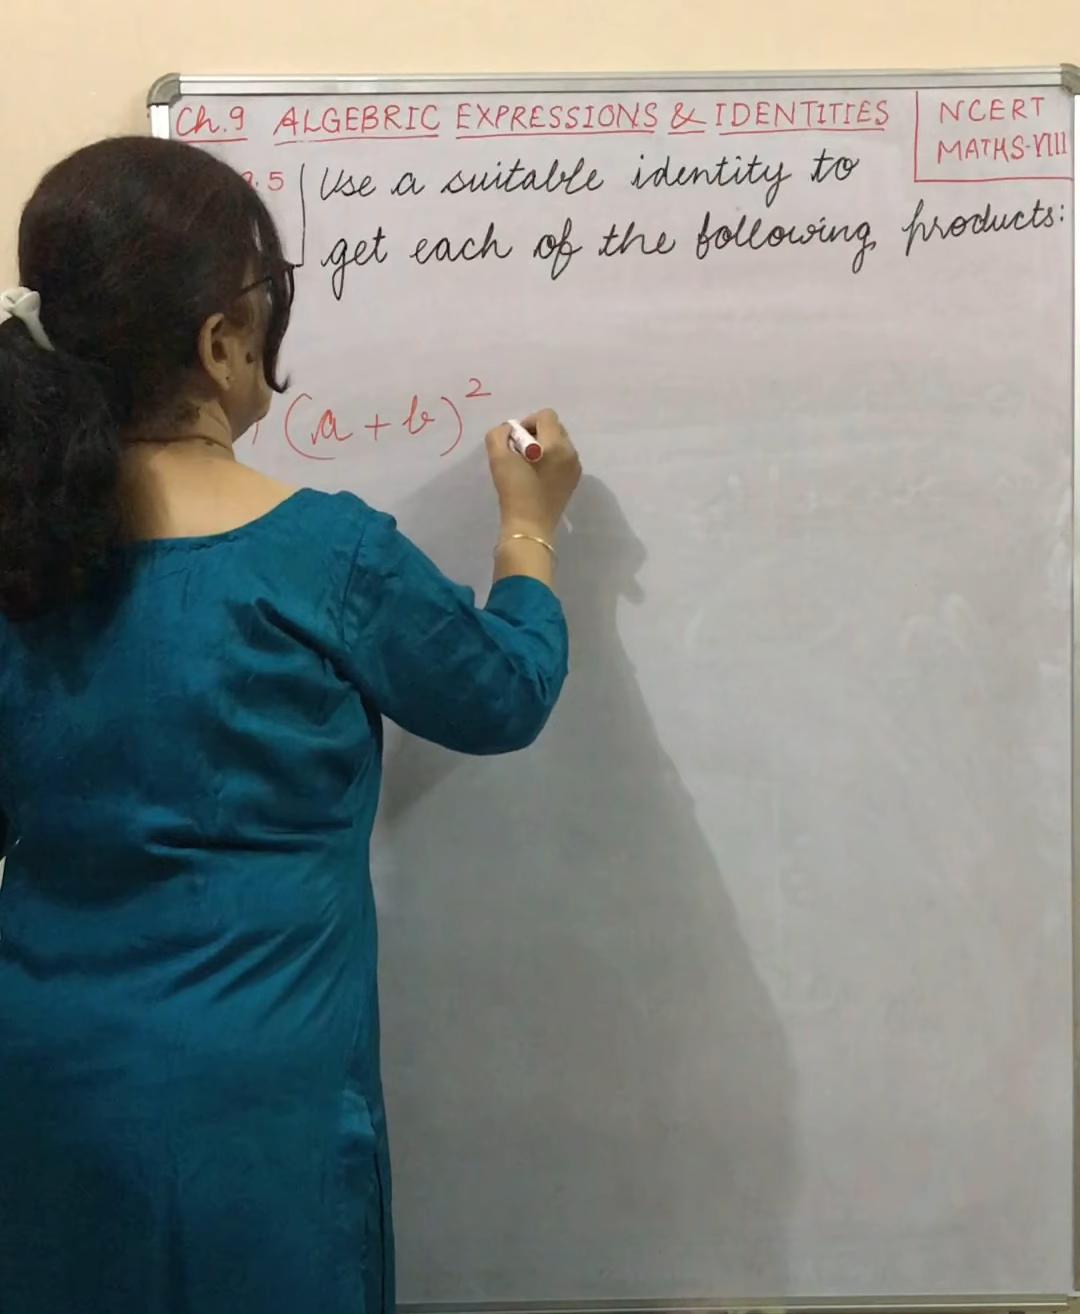 Ch.9 ALGEBRIC EXPRESSIONS & IDENTITIES
NCERT
MATHS-VIII
.5
Use a suitable identity to
get each of the following products:
(a + b)²